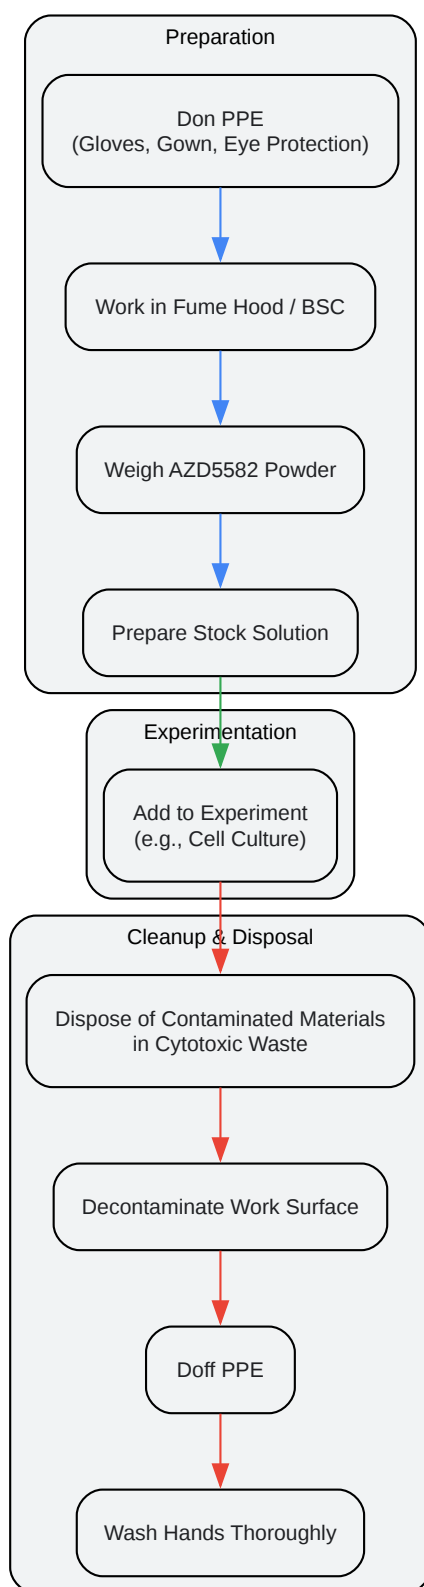 Preparation
Don PPE
(Gloves, Gown, Eye Protection)
Work in Fume Hood / BSC
Weigh AZD5582 Powder
Prepare Stock Solution
Experimentation
Add to Experiment
(e.g., Cell Culture)
Cleanup & Disposal
Dispose of Contaminated Materials
in Cytotoxic Waste
Decontaminate Work Surface
Doff PPE
Wash Hands Thoroughly